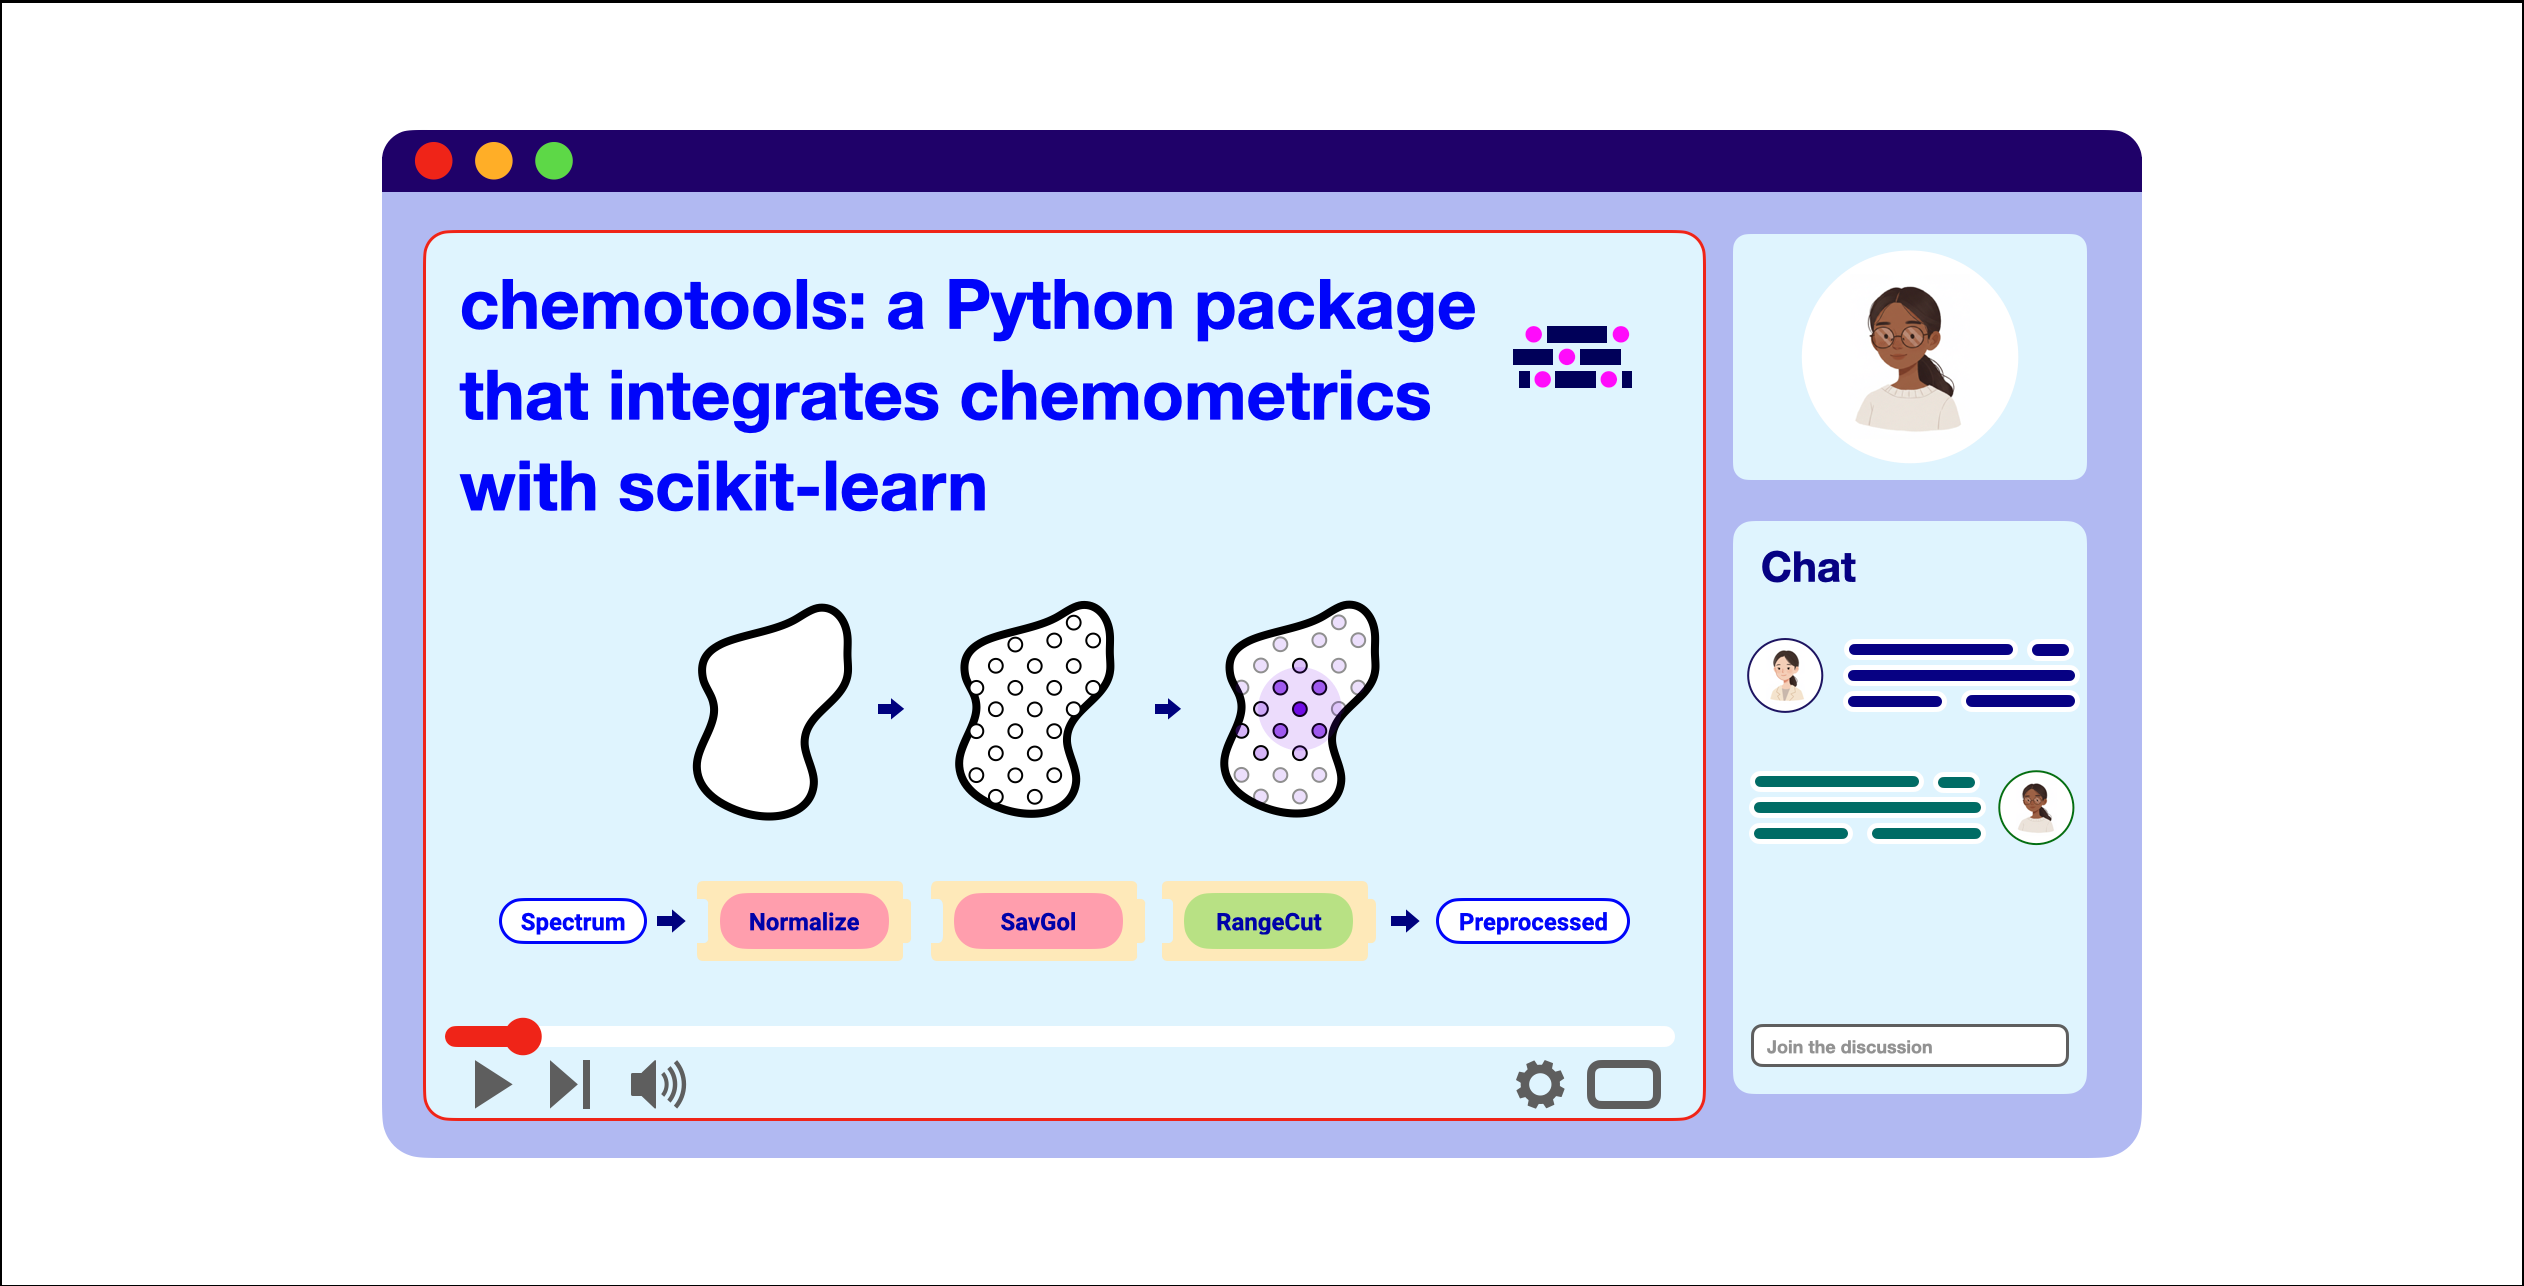 chemotools: a Python package
that integrates chemometrics
with scikit-learn
Spectrum
Normalize
SavGol
RangeCut
Preprocessed
Chat
Join the discussion